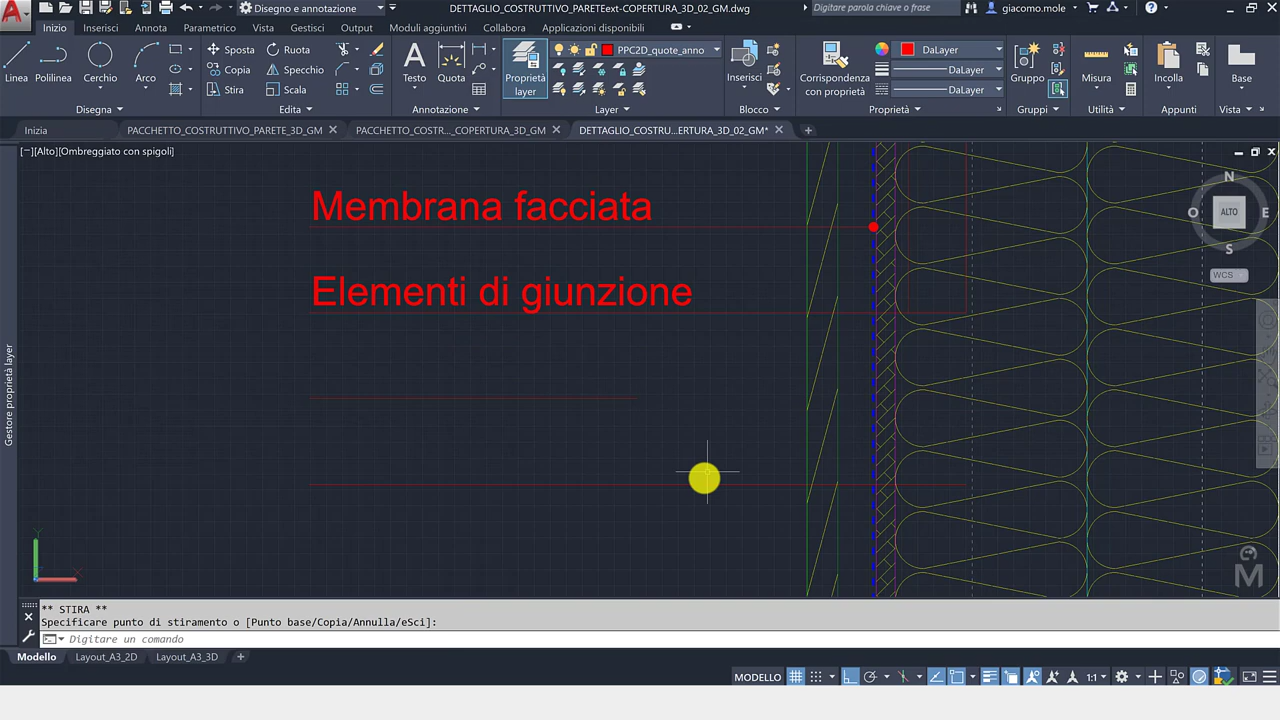 Disegno e annotazione
DETTAGLIO_COSTRUTTIVO_PARETEext-COPERTURA_3D_02_GM.dwg
Digitare parola chiave o frase
giacomo.mole
Inizio Inserisci Annota Parametrico Vista Gestisci Output Moduli aggiuntivi Collabora Applicazioni disponibili
Linea Polilinea Cerchio Arco
Sposta Ruota
Copia Specchio
Stira Scala
Testo Quota
Proprietà layer
PPC2D_quote_anno
Inserisci
Corrispondenza con proprietà
DaLayer
DaLayer
DaLayer
Gruppo Misura Incolla Base
Disegna Edita Annotazione Layer Blocco Proprietà Gruppi Utilità Appunti Vista
Inizia PACCHETTO_COSTRUTTIVO_PARETE_3D_GM PACCHETTO_COSTR..._COPERTURA_3D_GM DETTAGLIO_COSTRU...ERTURA_3D_02_GM*
[−][Alto][Ombreggiato con spigoli]
N
O ALTO E
S
WCS
Membrana facciata
Elementi di giunzione
Gestore proprietà layer
Y
X
M
** STIRA **
Specificare punto di stiramento o [Punto base/Copia/Annulla/eSci]:
Digitare un comando
Modello Layout_A3_2D Layout_A3_3D
MODELLO 1:1